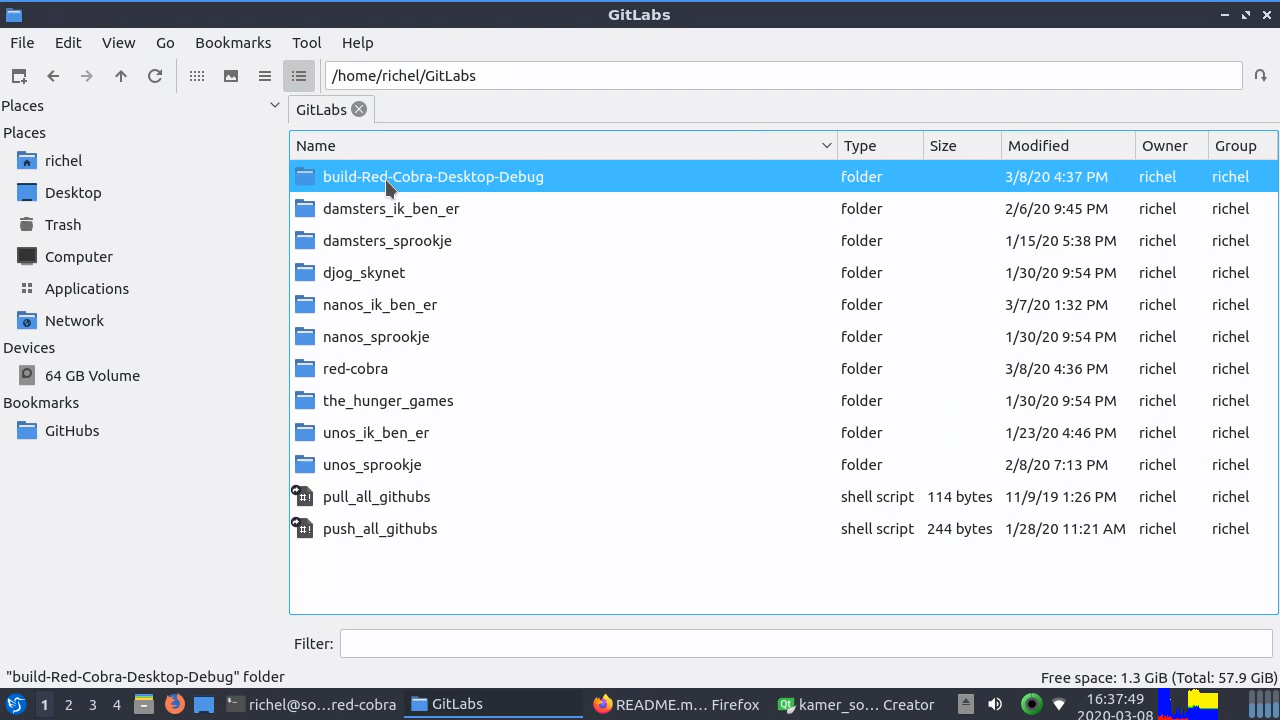 GitLabs
File Edit View Go Bookmarks Tool Help
/home/richel/GitLabs
Places
GitLabs
Places
richel
Desktop
Trash
Computer
Applications
Network
Devices
64 GB Volume
Bookmarks
GitHubs
Name Type Size Modified Owner Group
build-Red-Cobra-Desktop-Debug folder 3/8/20 4:37 PM richel richel
damsters_ik_ben_er folder 2/6/20 9:45 PM richel richel
damsters_sprookje folder 1/15/20 5:38 PM richel richel
djog_skynet folder 1/30/20 9:54 PM richel richel
nanos_ik_ben_er folder 3/7/20 1:32 PM richel richel
nanos_sprookje folder 1/30/20 9:54 PM richel richel
red-cobra folder 3/8/20 4:36 PM richel richel
the_hunger_games folder 1/30/20 9:54 PM richel richel
unos_ik_ben_er folder 1/23/20 4:46 PM richel richel
unos_sprookje folder 2/8/20 7:13 PM richel richel
pull_all_githubs shell script 114 bytes 11/9/19 1:26 PM richel richel
push_all_githubs shell script 244 bytes 1/28/20 11:21 AM richel richel
Filter:
"build-Red-Cobra-Desktop-Debug" folder Free space: 1.3 GiB (Total: 57.9 GiB)
1 2 3 4 richel@so...red-cobra GitLabs README.m... Firefox kamer_so... Creator 16:37:49
2020-03-08